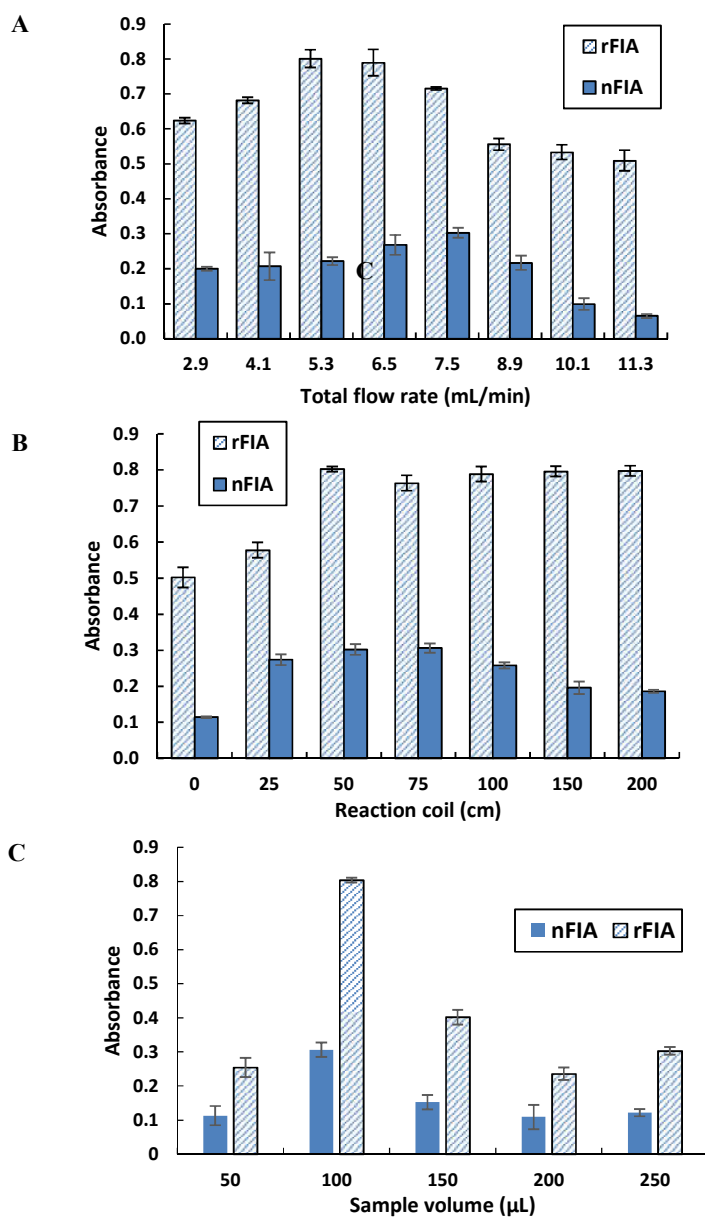 A
0.9
0.8
0.7
0.6
0.5
0.4
0.3
0.2
0.1
0.0
Absorbance
rFIA
nFIA
C
2.9 4.1 5.3 6.5 7.5 8.9 10.1 11.3
Total flow rate (mL/min)
B
0.9
0.8
0.7
0.6
0.5
0.4
0.3
0.2
0.1
0.0
Absorbance
rFIA
nFIA
0 25 50 75 100 150 200
Reaction coil (cm)
C
0.9
0.8
0.7
0.6
0.5
0.4
0.3
0.2
0.1
0
Absorbance
nFIA rFIA
50 100 150 200 250
Sample volume (µL)